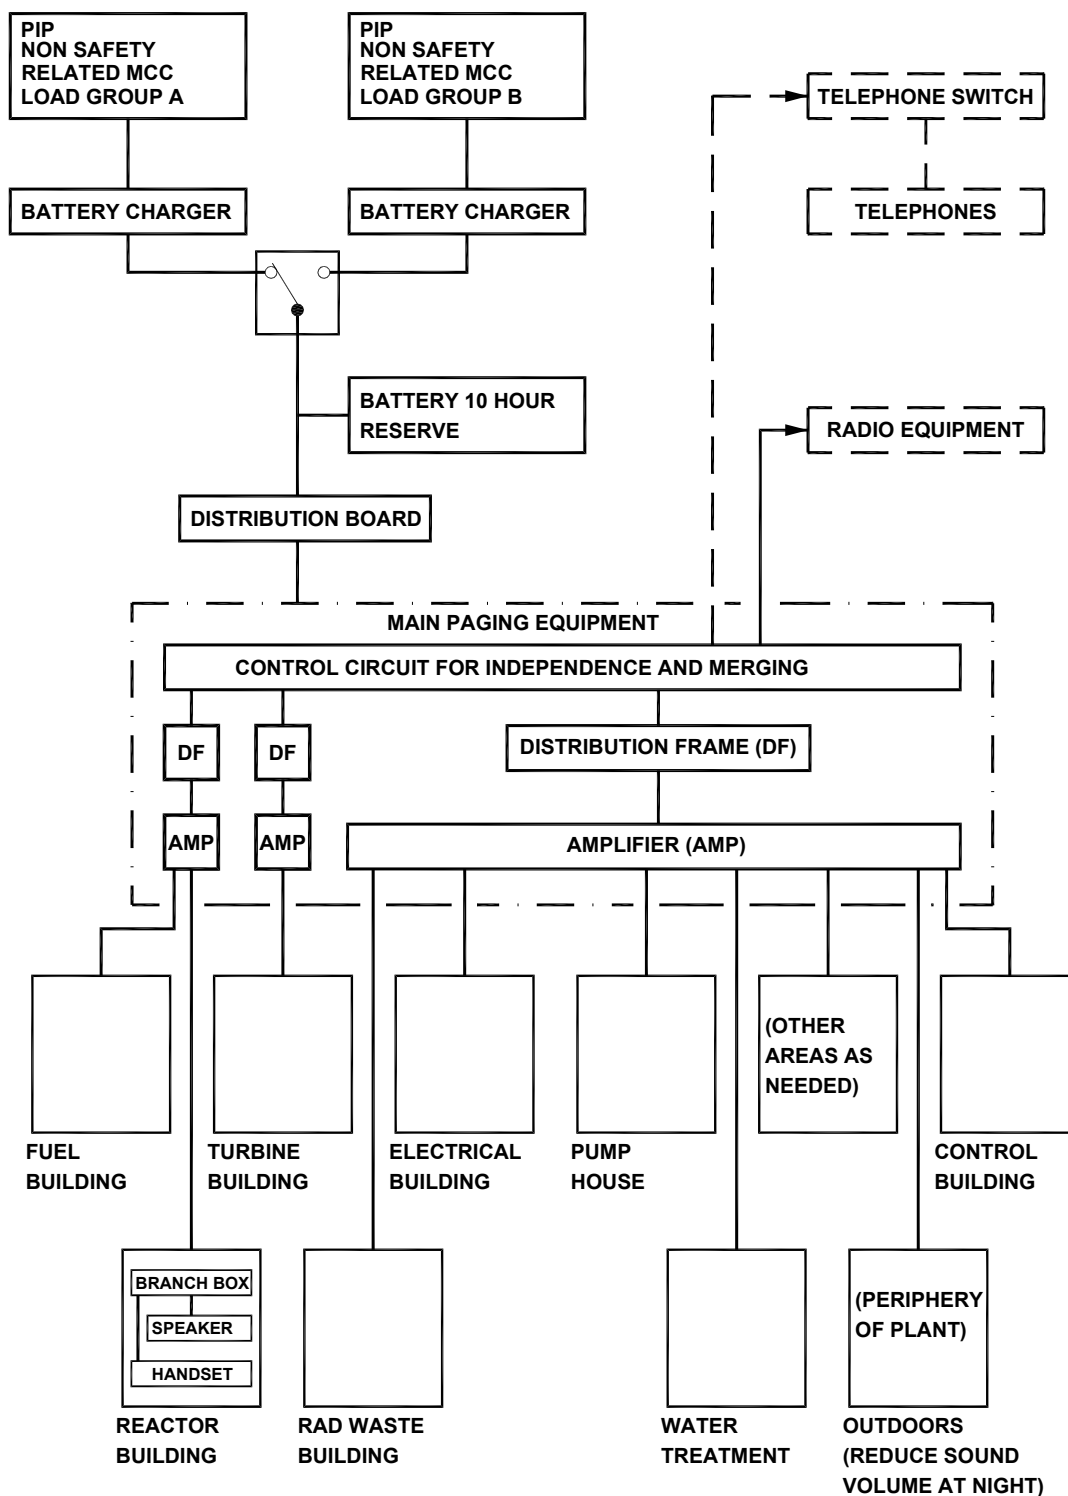 PIP
NON SAFETY
RELATED MCC
LOAD GROUP A
PIP
NON SAFETY
RELATED MCC
LOAD GROUP B
TELEPHONE SWITCH
BATTERY CHARGER
BATTERY CHARGER
TELEPHONES
BATTERY 10 HOUR
RESERVE
RADIO EQUIPMENT
DISTRIBUTION BOARD
MAIN PAGING EQUIPMENT
CONTROL CIRCUIT FOR INDEPENDENCE AND MERGING
DF
DF
DISTRIBUTION FRAME (DF)
AMP
AMP
AMPLIFIER (AMP)
(OTHER
AREAS AS
NEEDED)
FUEL
BUILDING
TURBINE
BUILDING
ELECTRICAL
BUILDING
PUMP
HOUSE
CONTROL
BUILDING
BRANCH BOX
SPEAKER
HANDSET
(PERIPHERY
OF PLANT)
REACTOR
BUILDING
RAD WASTE
BUILDING
WATER
TREATMENT
OUTDOORS
(REDUCE SOUND
VOLUME AT NIGHT)